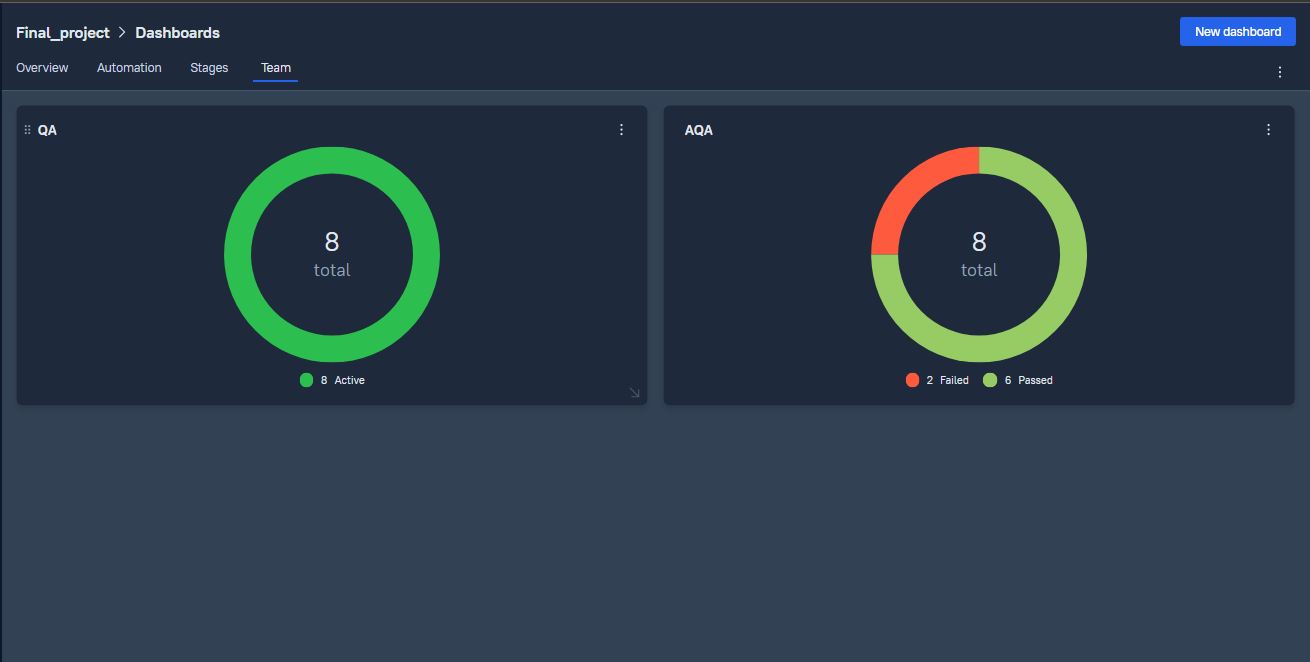 Final_project > Dashboards
New dashboard
Overview Automation Stages Team
QA
8
total
8 Active
AQA
8
total
2 Failed 6 Passed